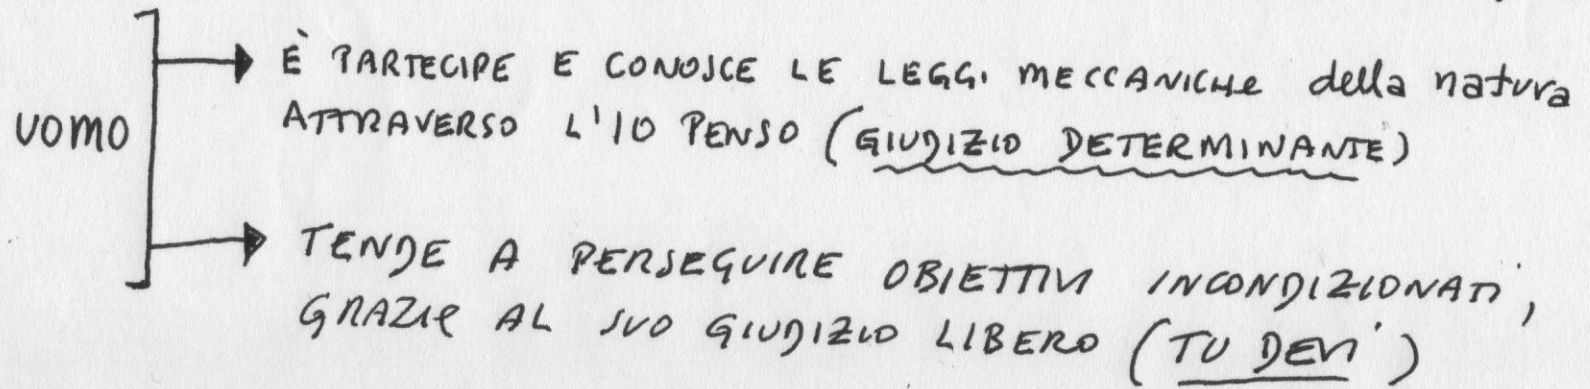 È PARTECIPE E CONOSCE LE LEGGI MECCANICHe della natura
ATTRAVERSO L'IO PENSO (GIUDIZIO DETERMINANTE)
UOMO
TENDE A PERSEGUIRE OBIETTIVI INCONDIZIONATI,
GRAZIe AL SUO GIUDIZIO LIBERO (TU DEVI)